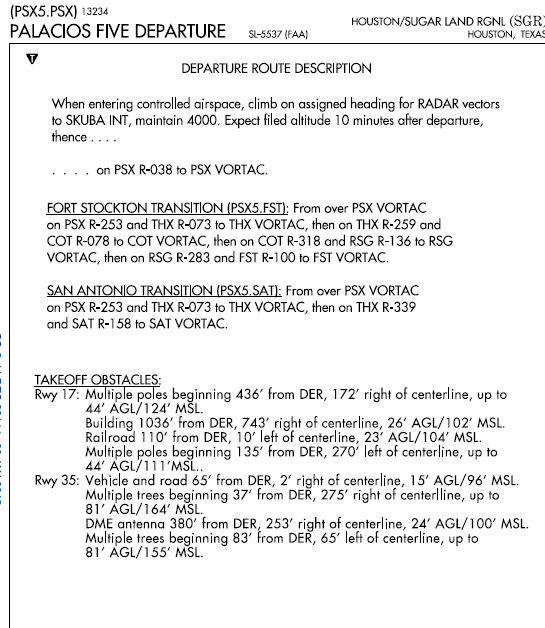 (PSX5.PSX) 13234
PALACIOS FIVE DEPARTURE SL-5537 (FAA) HOUSTON/SUGAR LAND RGNL (SGR)
HOUSTON, TEXAS
T
DEPARTURE ROUTE DESCRIPTION
When entering controlled airspace, climb on assigned heading for RADAR vectors
to SKUBA INT, maintain 4000. Expect filed altitude 10 minutes after departure,
thence . . . .
. . . . on PSX R-038 to PSX VORTAC.
FORT STOCKTON TRANSITION (PSX5.FST): From over PSX VORTAC
on PSX R-253 and THX R-073 to THX VORTAC, then on THX R-259 and
COT R-078 to COT VORTAC, then on COT R-318 and RSG R-136 to RSG
VORTAC, then on RSG R-283 and FST R-100 to FST VORTAC.
SAN ANTONIO TRANSITION (PSX5.SAT): From over PSX VORTAC
on PSX R-253 and THX R-073 to THX VORTAC, then on THX R-339
and SAT R-158 to SAT VORTAC.
TAKEOFF OBSTACLES:
Rwy 17: Multiple poles beginning 436' from DER, 172' right of centerline, up to
44' AGL/124' MSL.
Building 1036' from DER, 743' right of centerline, 26' AGL/102' MSL.
Railroad 110' from DER, 10' left of centerline, 23' AGL/104' MSL.
Multiple poles beginning 135' from DER, 270' left of centerline, up to
44' AGL/111'MSL..
Rwy 35: Vehicle and road 65' from DER, 2' right of centerline, 15' AGL/96' MSL.
Multiple trees beginning 37' from DER, 275' right of centerlline, up to
81' AGL/164' MSL.
DME antenna 380' from DER, 253' right of centerline, 24' AGL/100' MSL.
Multiple trees beginning 83' from DER, 65' left of centerline, up to
81' AGL/155' MSL.